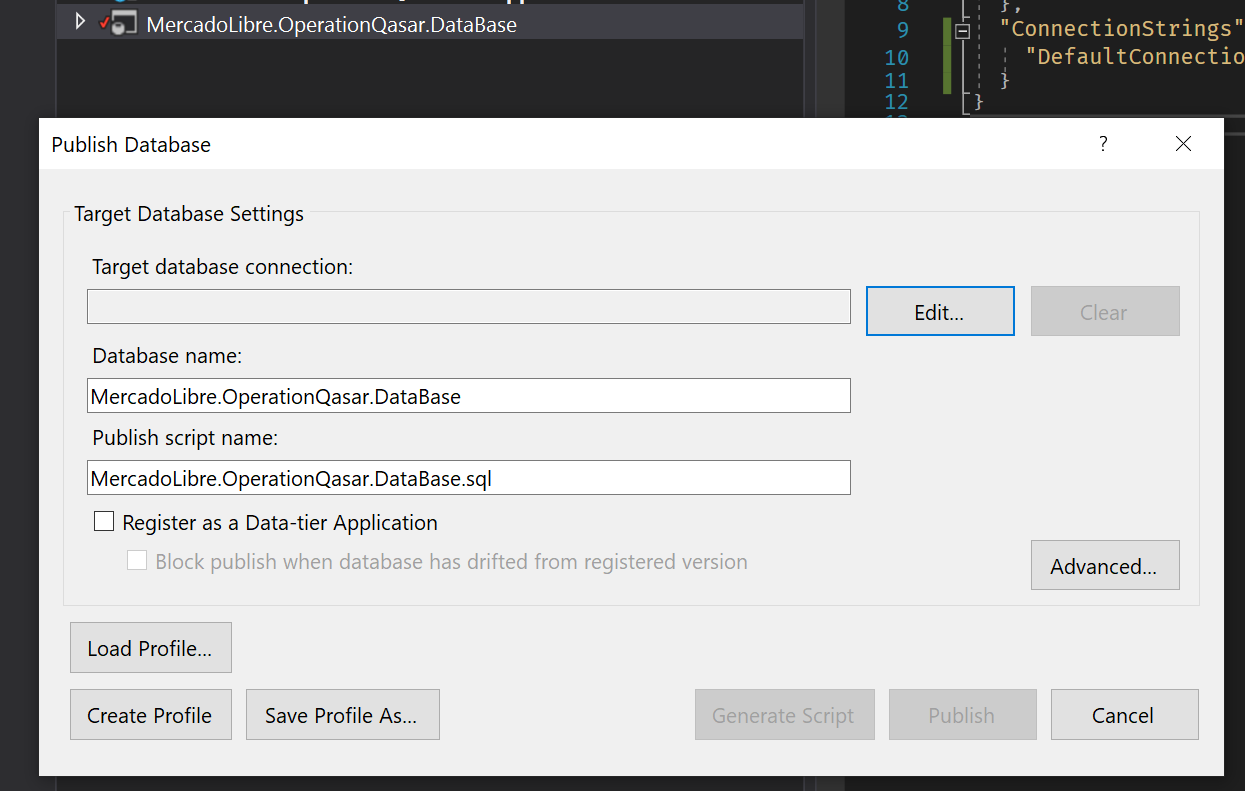 MercadoLibre.OperationQasar.DataBase
8 },
9 "ConnectionStrings"
10 "DefaultConnectio
11 }
12 }
Publish Database
?
Target Database Settings
Target database connection:
Edit...
Clear
Database name:
MercadoLibre.OperationQasar.DataBase
Publish script name:
MercadoLibre.OperationQasar.DataBase.sql
Register as a Data-tier Application
Block publish when database has drifted from registered version
Advanced...
Load Profile...
Create Profile
Save Profile As...
Generate Script
Publish
Cancel